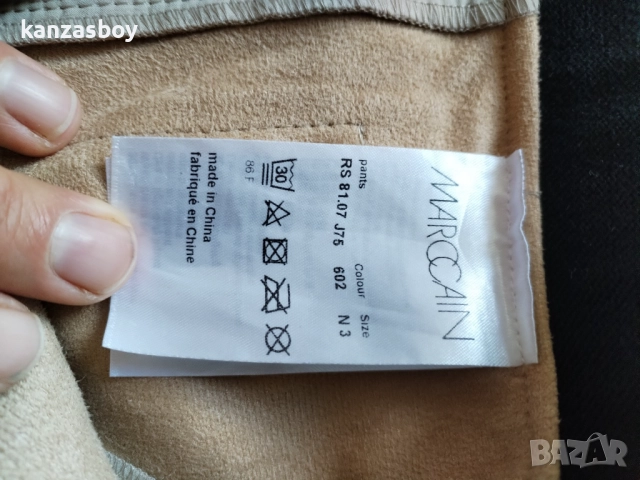 kanzasboy
MARCCAIN
pants
RS 81.07 J75
Colour Size
602 N 3
30
86 F
made in China
fabriqué en Chine
BAZAR